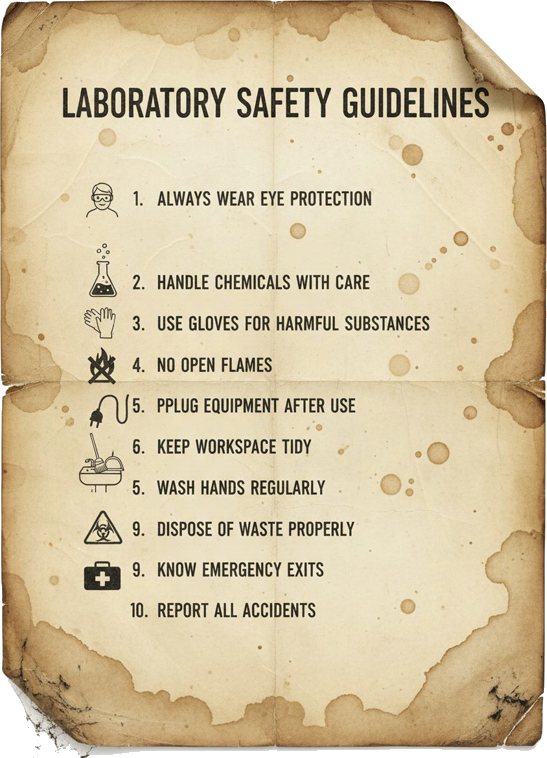 LABORATORY SAFETY GUIDELINES
1. ALWAYS WEAR EYE PROTECTION
2. HANDLE CHEMICALS WITH CARE
3. USE GLOVES FOR HARMFUL SUBSTANCES
4. NO OPEN FLAMES
5. PPLUG EQUIPMENT AFTER USE
6. KEEP WORKSPACE TIDY
5. WASH HANDS REGULARLY
9. DISPOSE OF WASTE PROPERLY
9. KNOW EMERGENCY EXITS
10. REPORT ALL ACCIDENTS